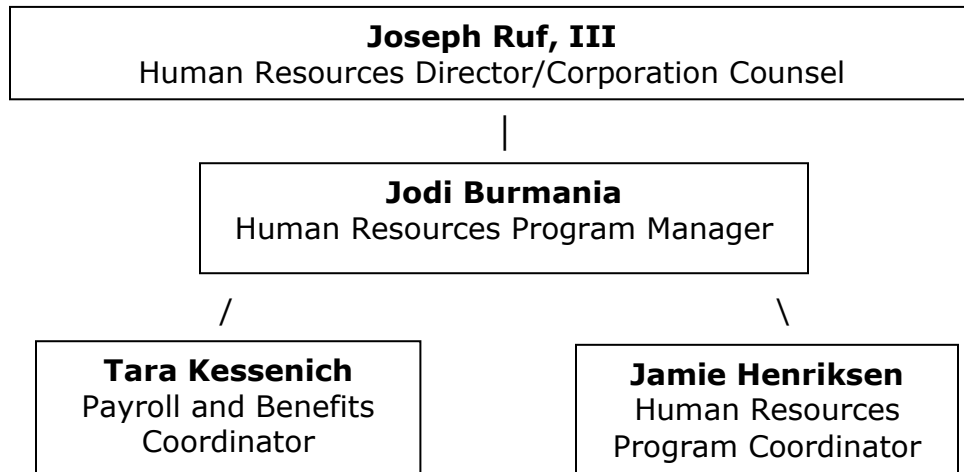 Joseph Ruf, III
Human Resources Director/Corporation Counsel
|
Jodi Burmania
Human Resources Program Manager
/ \
Tara Kessenich
Payroll and Benefits
Coordinator
Jamie Henriksen
Human Resources
Program Coordinator